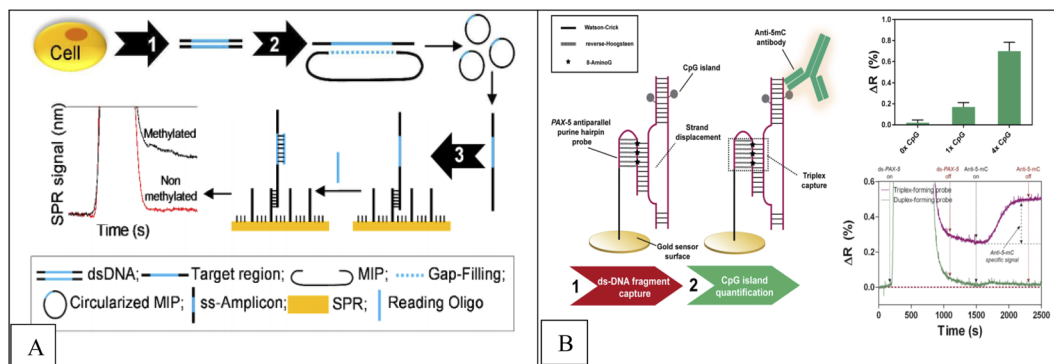 Cell
1
2
3
SPR signal (nm)
Methylated
Non
methylated
Time (s)
dsDNA;
Target region;
MIP;
Gap-Filling;
Circularized MIP;
ss-Amplicon;
SPR;
Reading Oligo
A
Watson-Crick
reverse-Hoogsteen
8-AminoG
Anti-5mC
antibody
CpG island
PAX-5 antiparallel
purine hairpin
probe
Strand
displacement
Triplex
capture
Gold sensor
surface
1
ds-DNA fragment
capture
2
CpG island
quantification
ΔR (%)
1.0
0.8
0.6
0.4
0.2
0.0
0x CpG
1x CpG
4x CpG
ds-PAX-5
on
ds-PAX-5
off
Anti-5-mC
on
Anti-5-mC
off
Triplex-forming probe
Duplex-forming probe
Anti-5-mC
specific signal
ΔR (%)
0.6
0.4
0.2
0.0
0
500
1000
1500
2000
2500
Time (s)
B